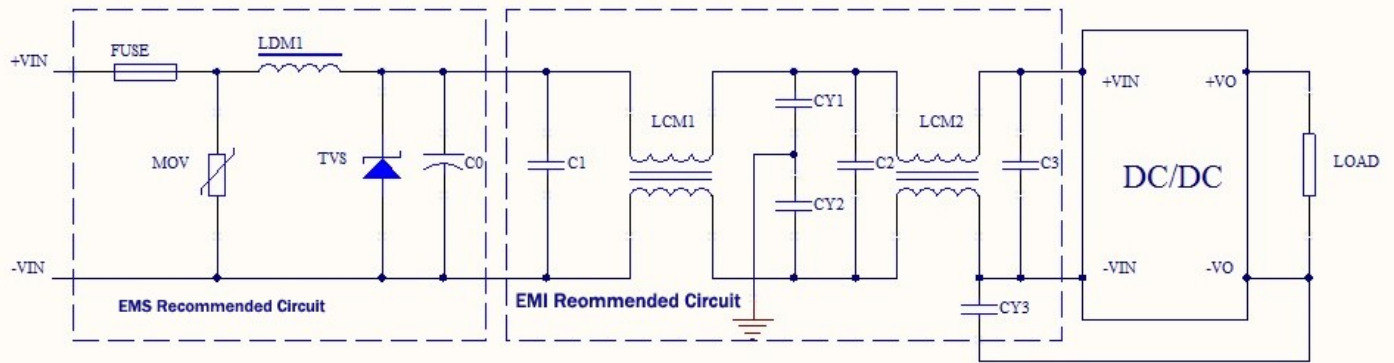 FUSE
LDM1
+VIN
MOV
TVS
C0
-VIN
EMS Recommended Circuit
C1
LCM1
CY1
CY2
C2
LCM2
C3
EMI Reommended Circuit
CY3
+VIN
+VO
DC/DC
-VIN
-VO
LOAD